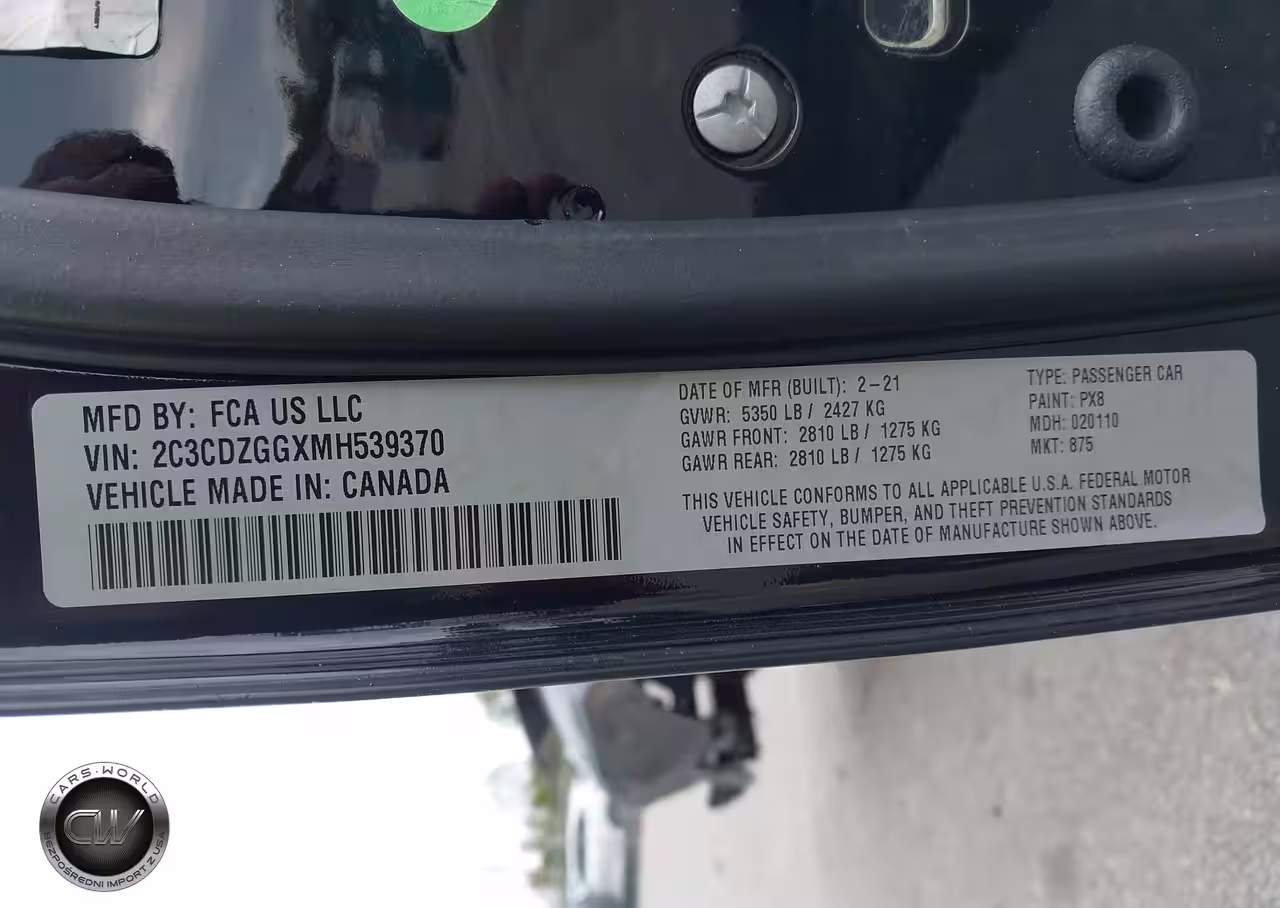 MFD BY: FCA US LLC
VIN: 2C3CDZGGXMH539370
VEHICLE MADE IN: CANADA
DATE OF MFR (BUILT): 2-21
GVWR: 5350 LB / 2427 KG
GAWR FRONT: 2810 LB / 1275 KG
GAWR REAR: 2810 LB / 1275 KG
TYPE: PASSENGER CAR
PAINT: PX8
MDH: 020110
MKT: 875
THIS VEHICLE CONFORMS TO ALL APPLICABLE U.S.A. FEDERAL MOTOR
VEHICLE SAFETY, BUMPER, AND THEFT PREVENTION STANDARDS
IN EFFECT ON THE DATE OF MANUFACTURE SHOWN ABOVE.
CARS·WORLD
CW
BEZPOŚREDNI IMPORT Z USA